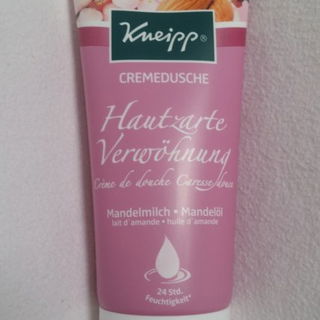 Kneipp®
CREMEDUSCHE
Hautzarte
Verwöhnung
Crème de douche Caresse douce
Mandelmilch • Mandelöl
lait d'amande • huile d'amande
24 Std.
Feuchtigkeit*